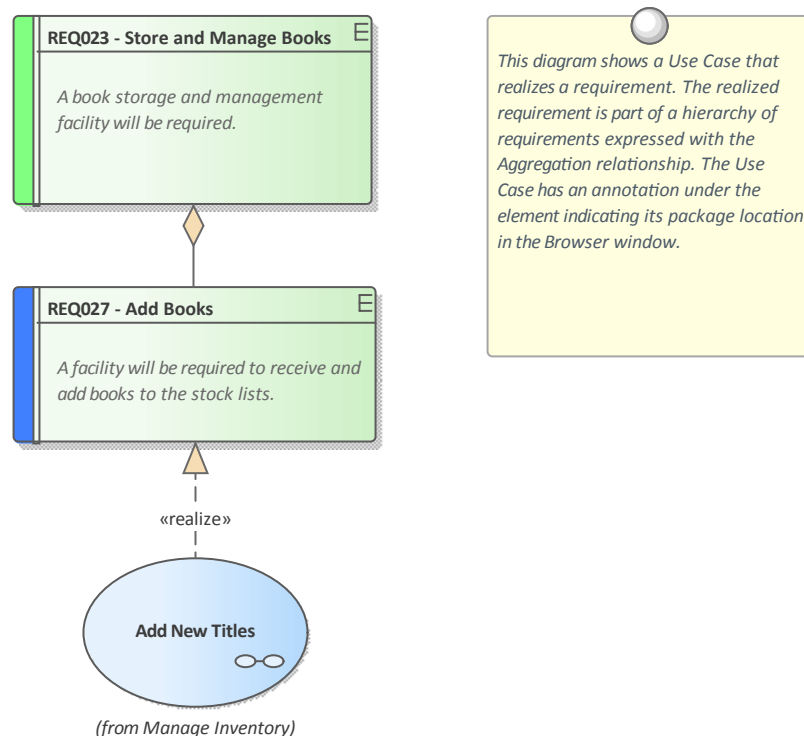 REQ023 - Store and Manage Books
E
A book storage and management
facility will be required.
This diagram shows a Use Case that
realizes a requirement. The realized
requirement is part of a hierarchy of
requirements expressed with the
Aggregation relationship. The Use
Case has an annotation under the
element indicating its package location
in the Browser window.
REQ027 - Add Books
E
A facility will be required to receive and
add books to the stock lists.
«realize»
Add New Titles
(from Manage Inventory)